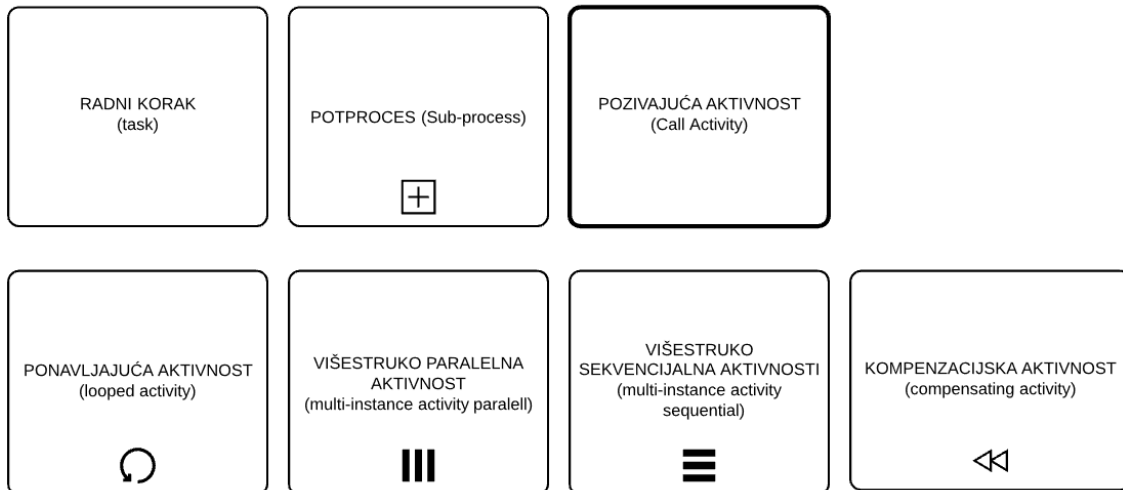 RADNI KORAK
(task)
POTPROCES (Sub-process)
POZIVAJUĆA AKTIVNOST
(Call Activity)
PONAVLJAJUĆA AKTIVNOST
(looped activity)
VIŠESTRUKO PARALELNA
AKTIVNOST
(multi-instance activity paralell)
VIŠESTRUKO
SEKVENCIJALNA AKTIVNOSTI
(multi-instance activity
sequential)
KOMPENZACIJSKA AKTIVNOST
(compensating activity)